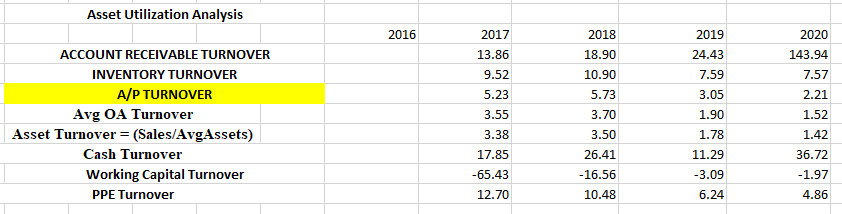 Asset Utilization Analysis
2016 2017 2018 2019 2020
ACCOUNT RECEIVABLE TURNOVER 13.86 18.90 24.43 143.94
INVENTORY TURNOVER 9.52 10.90 7.59 7.57
A/P TURNOVER 5.23 5.73 3.05 2.21
Avg OA Turnover 3.55 3.70 1.90 1.52
Asset Turnover = (Sales/AvgAssets) 3.38 3.50 1.78 1.42
Cash Turnover 17.85 26.41 11.29 36.72
Working Capital Turnover -65.43 -16.56 -3.09 -1.97
PPE Turnover 12.70 10.48 6.24 4.86